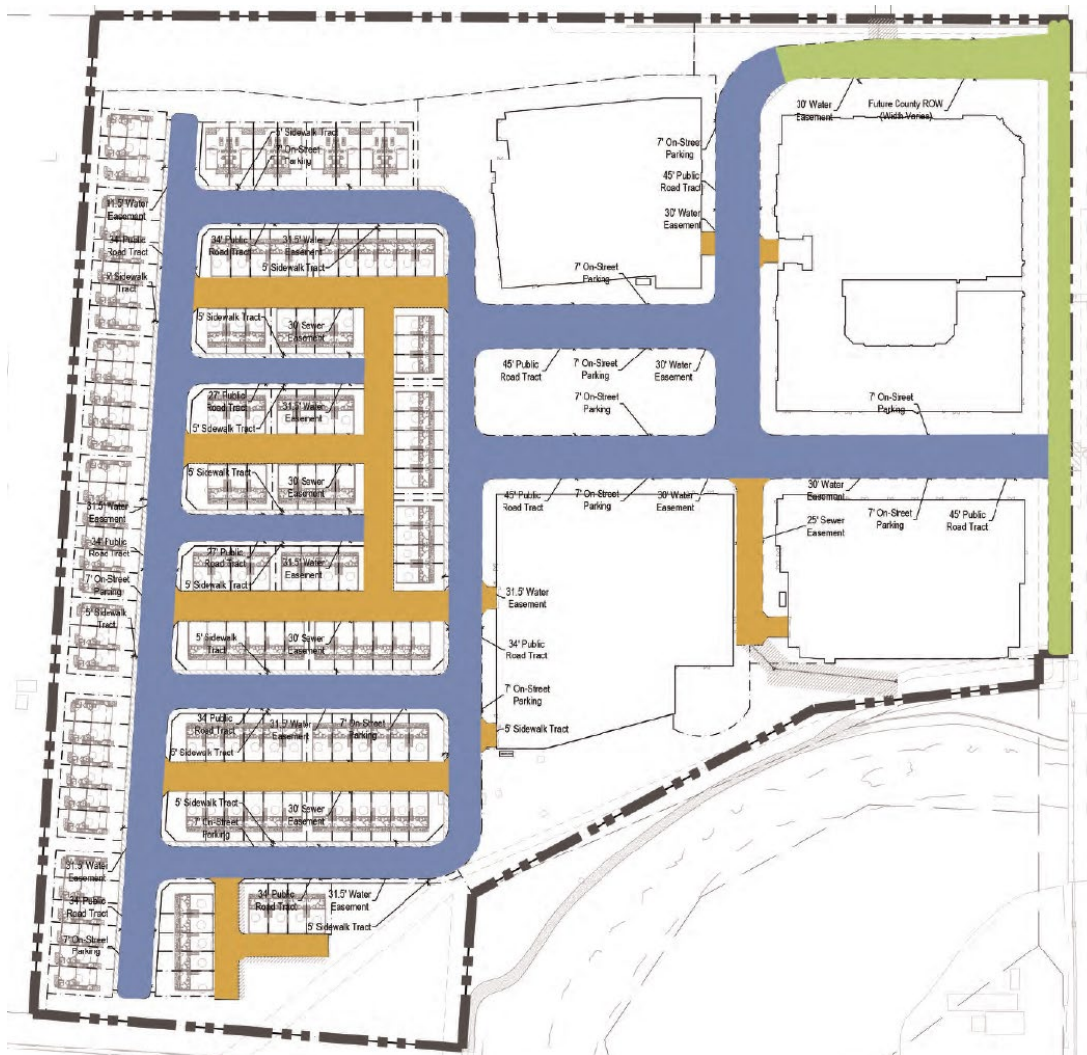 30' Water
Easement
Future County ROW
(Width Varies)
5' Sidewalk Tract
7' On-Street
Parking
7' On-Street
Parking
45' Public
Road Tract
30' Water
Easement
31.5' Water
Easement
34' Public
Road Tract
5' Sidewalk
Tract
34' Public
Road Tract
31.5' Water
Easement
5' Sidewalk Tract
7' On-Street
Parking
5' Sidewalk Tract
30' Sewer
Easement
45' Public
Road Tract
7' On-Street
Parking
30' Water
Easement
7' On-Street
Parking
7' On-Street
Parking
27' Public
Road Tract
31.5' Water
Easement
5' Sidewalk Tract
5' Sidewalk Tract
30' Sewer
Easement
45' Public
Road Tract
7' On-Street
Parking
30' Water
Easement
30' Water
Easement
7' On-Street
Parking
45' Public
Road Tract
25' Sewer
Easement
31.5' Water
Easement
34' Public
Road Tract
7' On-Street
Parking
5' Sidewalk
Tract
27' Public
Road Tract
31.5' Water
Easement
5' Sidewalk Tract
31.5' Water
Easement
34' Public
Road Tract
7' On-Street
Parking
5' Sidewalk Tract
5' Sidewalk
Tract
30' Sewer
Easement
34' Public
Road Tract
31.5' Water
Easement
7' On-Street
Parking
5' Sidewalk Tract
5' Sidewalk Tract
7' On-Street
Parking
30' Sewer
Easement
31.5' Water
Easement
34' Public
Road Tract
7' On-Street
Parking
34' Public
Road Tract
31.5' Water
Easement
5' Sidewalk Tract